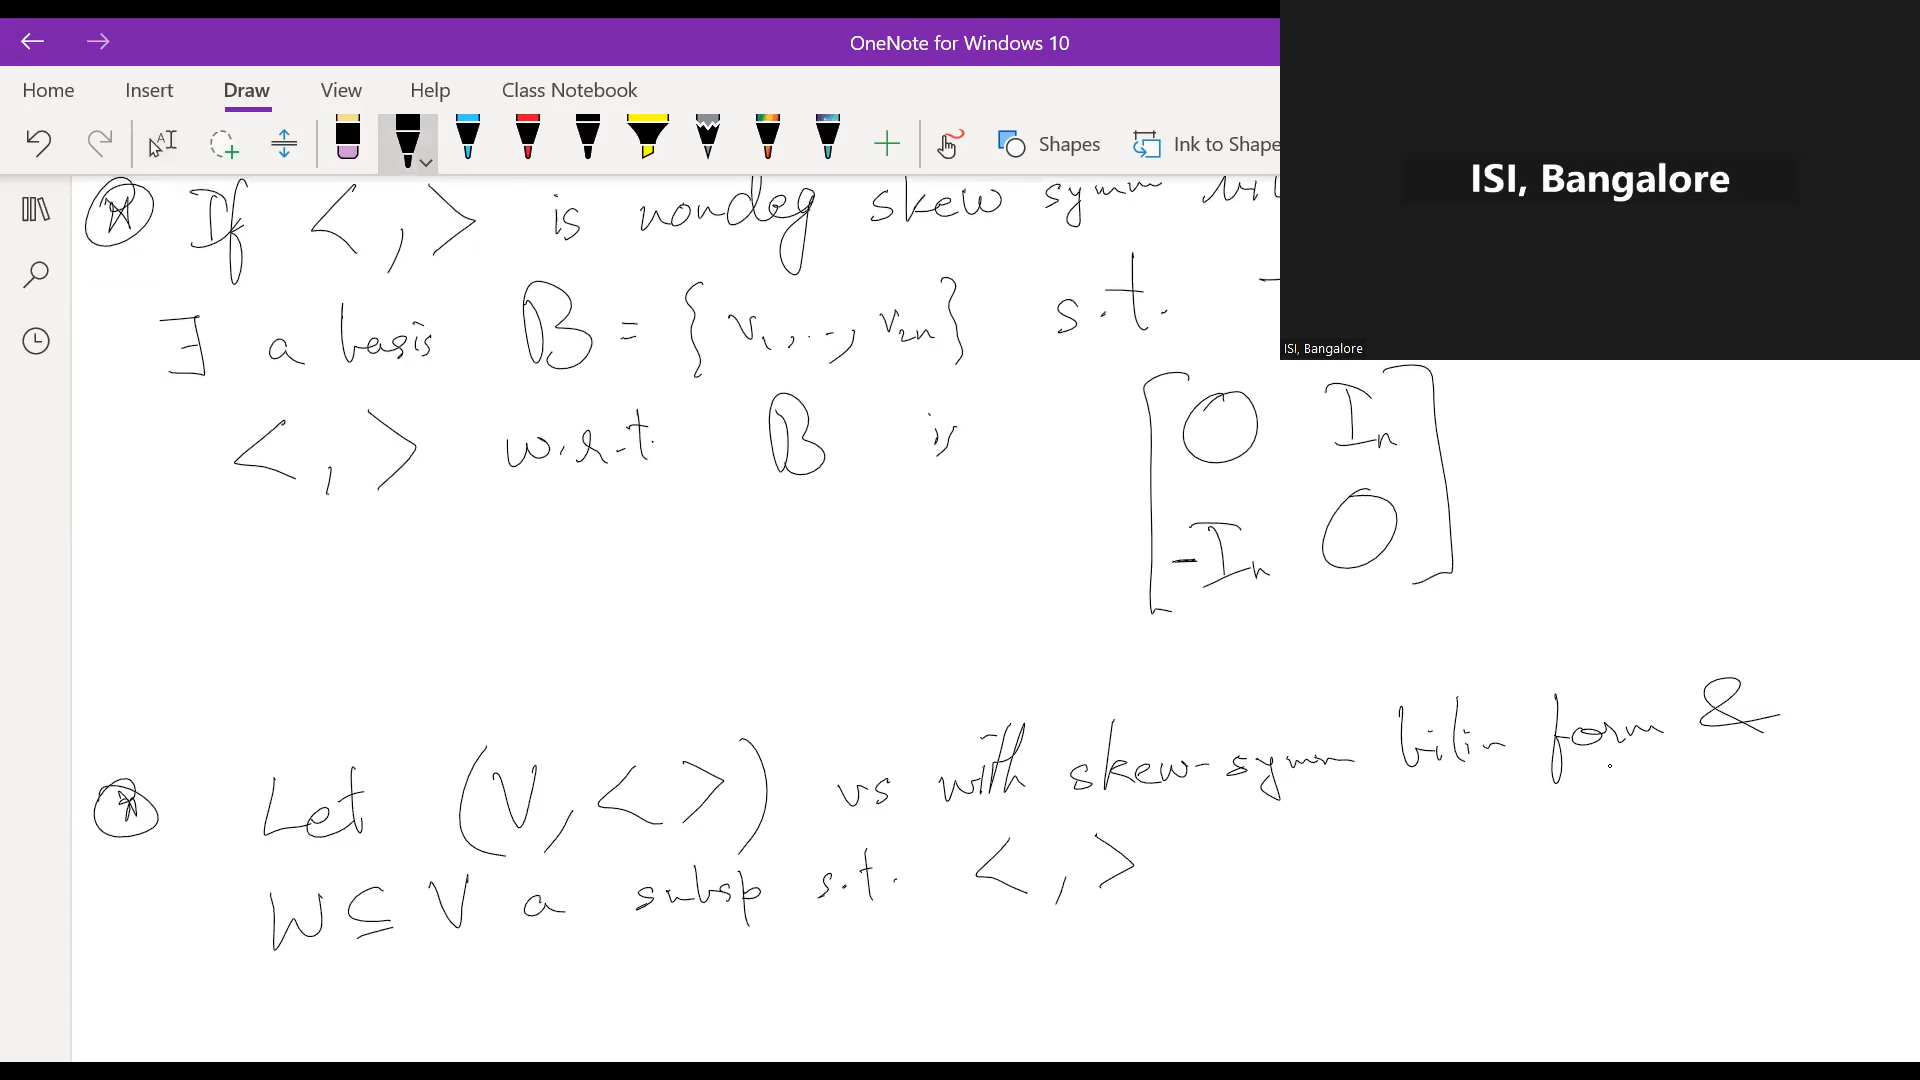 OneNote for Windows 10
Home Insert Draw View Help Class Notebook
Shapes Ink to Shape
ISI, Bangalore
ISI, Bangalore
If < , > is nondeg skew symm
∃ a basis B = { v₁, .., v₂ₙ } s.t.
< , > w.r.t. B is
[ O Iₙ
-Iₙ O ]
Let (V, < >) vs with skew-symm bilin form &
W ⊆ V a subsp s.t. < , >